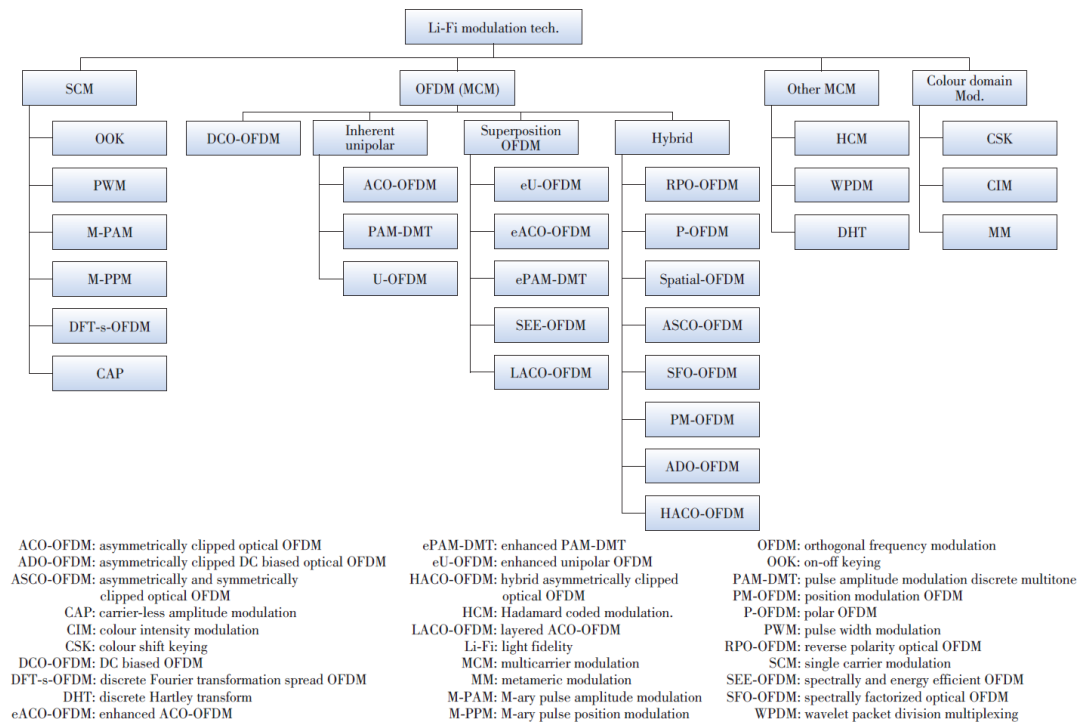 Li-Fi modulation tech.
SCM
OFDM (MCM)
Other MCM
Colour domain
Mod.
OOK
PWM
M-PAM
M-PPM
DFT-s-OFDM
CAP
DCO-OFDM
Inherent
unipolar
ACO-OFDM
PAM-DMT
U-OFDM
Superposition
OFDM
eU-OFDM
eACO-OFDM
ePAM-DMT
SEE-OFDM
LACO-OFDM
Hybrid
RPO-OFDM
P-OFDM
Spatial-OFDM
ASCO-OFDM
SFO-OFDM
PM-OFDM
ADO-OFDM
HACO-OFDM
HCM
WPDM
DHT
CSK
CIM
MM
ACO-OFDM: asymmetrically clipped optical OFDM
ADO-OFDM: asymmetrically clipped DC biased optical OFDM
ASCO-OFDM: asymmetrically and symmetrically
clipped optical OFDM
CAP: carrier-less amplitude modulation
CIM: colour intensity modulation
CSK: colour shift keying
DCO-OFDM: DC biased OFDM
DFT-s-OFDM: discrete Fourier transformation spread OFDM
DHT: discrete Hartley transform
eACO-OFDM: enhanced ACO-OFDM
ePAM-DMT: enhanced PAM-DMT
eU-OFDM: enhanced unipolar OFDM
HACO-OFDM: hybrid asymmetrically clipped
optical OFDM
HCM: Hadamard coded modulation.
LACO-OFDM: layered ACO-OFDM
Li-Fi: light fidelity
MCM: multicarrier modulation
MM: metameric modulation
M-PAM: M-ary pulse amplitude modulation
M-PPM: M-ary pulse position modulation
OFDM: orthogonal frequency modulation
OOK: on-off keying
PAM-DMT: pulse amplitude modulation discrete multitone
PM-OFDM: position modulation OFDM
P-OFDM: polar OFDM
PWM: pulse width modulation
RPO-OFDM: reverse polarity optical OFDM
SCM: single carrier modulation
SEE-OFDM: spectrally and energy efficient OFDM
SFO-OFDM: spectrally factorized optical OFDM
WPDM: wavelet packet division multiplexing